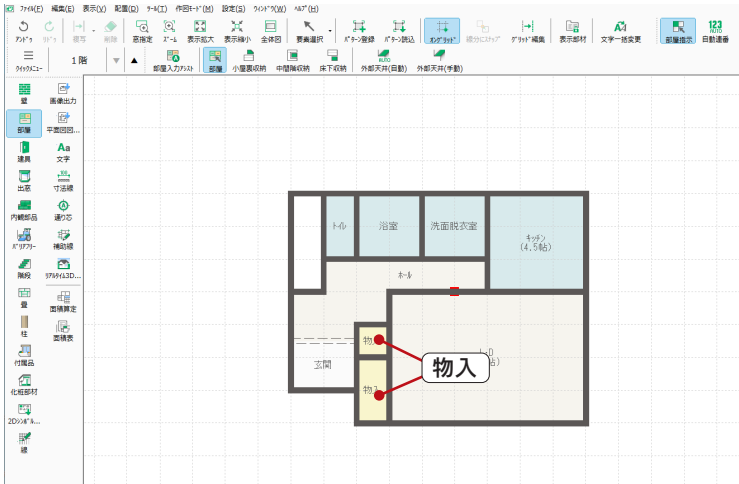 ﾌｧｲﾙ(F) 編集(E) 表示(V) 配置(D) ﾂｰﾙ(T) 作図ﾓｰﾄﾞ(M) 設定(S) ｳｨﾝﾄﾞｳ(W) ﾍﾙﾌﾟ(H)
ｱﾝﾄﾞｩ ﾘﾄﾞｩ 複写 削除 窓指定 ｽﾞｰﾑ 表示拡大 表示縮小 全体図 要素選択 ﾊﾟﾀｰﾝ登録 ﾊﾟﾀｰﾝ読込 ｵﾝｸﾞﾘｯﾄﾞ 線分にｽﾅｯﾌﾟ ｸﾞﾘｯﾄﾞ編集 表示部材 文字一括変更 部屋指示 123 AUTO 自動連番
ｸｲｯｸﾒﾆｭｰ 1 階 ▼ ▲ 部屋入力ｱｼｽﾄ 部屋 小屋裏収納 中間階収納 床下収納 AUTO 外部天井(自動) 外部天井(手動)
壁 画像出力
部屋 平面図図...
建具 Aa 文字
出窓 100 寸法線
内観部品 通り芯
ﾊﾞﾘｱﾌﾘｰ 補助線
階段 ﾘｱﾙﾀｲﾑ3D...
畳 面積算定
柱 面積表
付属品
化粧部材
2Dｼﾝﾎﾞﾙ...
線
ﾄｲﾚ 浴室 洗面脱衣室 ｷｯﾁﾝ
(4.5帖)
ﾎｰﾙ
玄関
物入